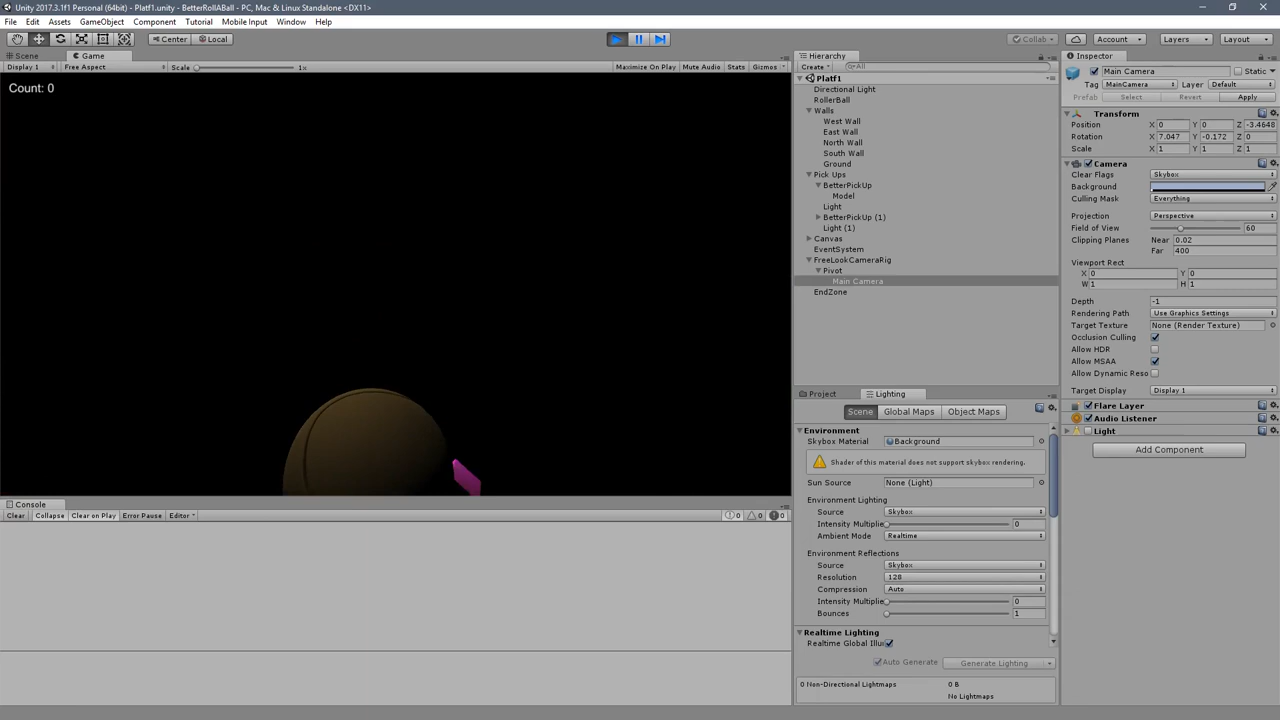 Unity 2017.3.1f1 Personal (64bit) - Platf1.unity - BetterRollABall - PC, Mac & Linux Standalone <DX11>
File Edit Assets GameObject Component Tutorial Mobile Input Window Help
Center Local Collab Account Layers Layout
Scene Game
Display 1 Free Aspect Scale 1x Maximize On Play Mute Audio Stats Gizmos
Count: 0
Console
Clear Collapse Clear on Play Error Pause Editor 0 0 0
Hierarchy
Create All
Platf1
Directional Light
RollerBall
Walls
West Wall
East Wall
North Wall
South Wall
Ground
Pick Ups
BetterPickUp
Model
Light
BetterPickUp (1)
Light (1)
Canvas
EventSystem
FreeLookCameraRig
Pivot
Main Camera
EndZone
Project Lighting
Scene Global Maps Object Maps
Environment
Skybox Material Background
Shader of this material does not support skybox rendering.
Sun Source None (Light)
Environment Lighting
Source Skybox
Intensity Multiplie 0
Ambient Mode Realtime
Environment Reflections
Source Skybox
Resolution 128
Compression Auto
Intensity Multiplie 0
Bounces 1
Realtime Lighting
Realtime Global Illu
Auto Generate Generate Lighting
0 Non-Directional Lightmaps 0 B
No Lightmaps
Inspector
Main Camera Static
Tag MainCamera Layer Default
Prefab Select Revert Apply
Transform
Position X 0 Y 0 Z -3.4648
Rotation X 7.047 Y -0.172 Z 0
Scale X 1 Y 1 Z 1
Camera
Clear Flags Skybox
Background
Culling Mask Everything
Projection Perspective
Field of View 60
Clipping Planes Near 0.02
Far 400
Viewport Rect
X 0 Y 0
W 1 H 1
Depth -1
Rendering Path Use Graphics Settings
Target Texture None (Render Texture)
Occlusion Culling
Allow HDR
Allow MSAA
Allow Dynamic Reso
Target Display Display 1
Flare Layer
Audio Listener
Light
Add Component